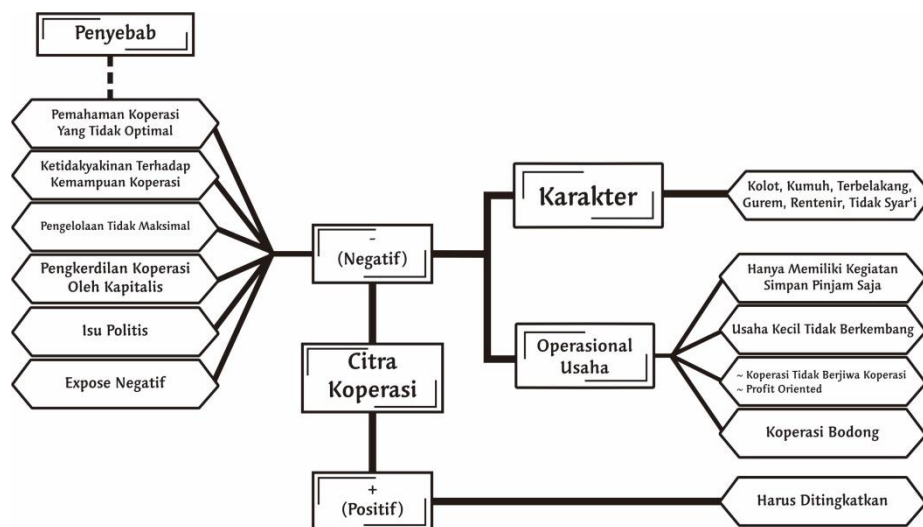 Penyebab
Pemahaman Koperasi
Yang Tidak Optimal
Ketidakyakinan Terhadap
Kemampuan Koperasi
Pengelolaan Tidak Maksimal
Pengkerdilan Koperasi
Oleh Kapitalis
Isu Politis
Expose Negatif
-
(Negatif)
Citra
Koperasi
+
(Positif)
Karakter
Kolot, Kumuh, Terbelakang,
Gurem, Rentenir, Tidak Syar'i
Operasional
Usaha
Hanya Memiliki Kegiatan
Simpan Pinjam Saja
Usaha Kecil Tidak Berkembang
~ Koperasi Tidak Berjiwa Koperasi
~ Profit Oriented
Koperasi Bodong
Harus Ditingkatkan